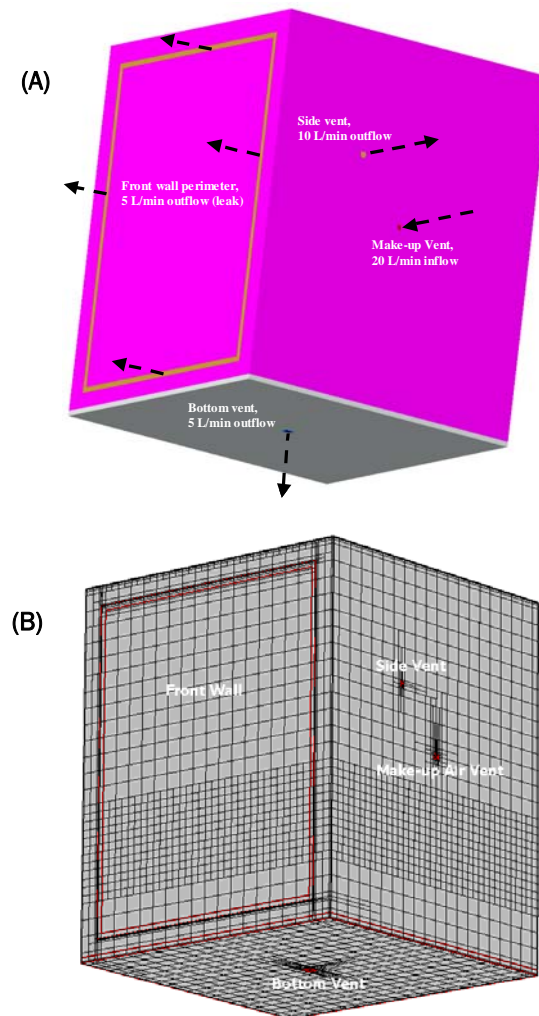 (A)
Side vent,
10 L/min outflow
Front wall perimeter,
5 L/min outflow (leak)
Make-up Vent,
20 L/min inflow
Bottom vent,
5 L/min outflow
(B)
Side Vent
Front Wall
Make-up Air Vent
Bottom Vent